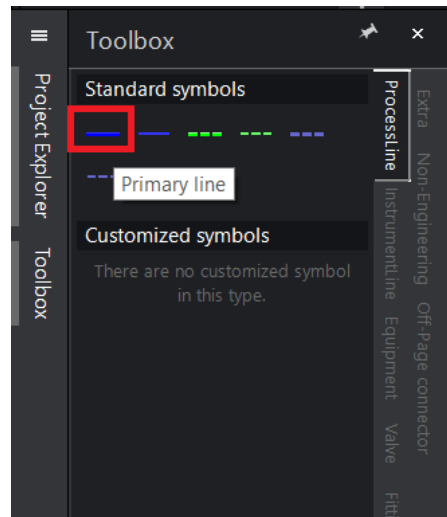 Toolbox
Project Explorer
Toolbox
Standard symbols
Primary line
Customized symbols
There are no customized symbol
in this type.
ProcessLine
InstrumentLine
Equipment
Valve
Extra
Non-Engineering
Off-Page connector